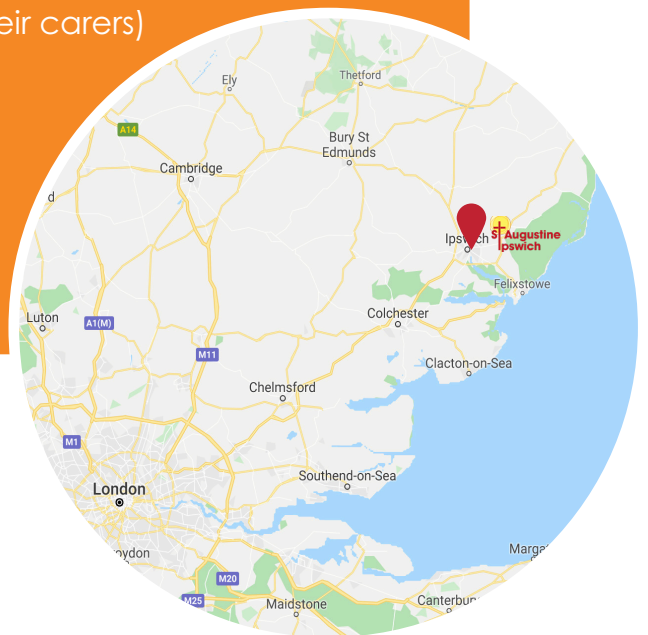 eir carers)
Ely
Thetford
A14
Bury St
Edmunds
Cambridge
d
St Augustine
Ipswich
Ipswich
Felixstowe
Luton
A1(M)
Colchester
M11
Clacton-on-Sea
Chelmsford
M1
Southend-on-Sea
London
oydon
Marga
M20
M25
Maidstone
Canterbur